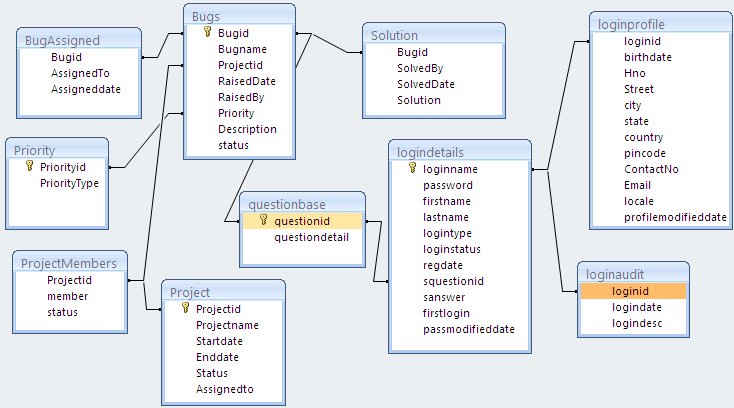 BugAssigned
Bugid
AssignedTo
Assigneddate
Bugs
Bugid
Bugname
Projectid
RaisedDate
RaisedBy
Priority
Description
status
Solution
Bugid
SolvedBy
SolvedDate
Solution
loginprofile
loginid
birthdate
Hno
Street
city
state
country
pincode
ContactNo
Email
locale
profilemodifieddate
Priority
Priorityid
PriorityType
questionbase
questionid
questiondetail
logindetails
loginname
password
firstname
lastname
logintype
loginstatus
regdate
squestionid
sanswer
firstlogin
passmodifieddate
ProjectMembers
Projectid
member
status
Project
Projectid
Projectname
Startdate
Enddate
Status
Assignedto
loginaudit
loginid
logindate
logindesc